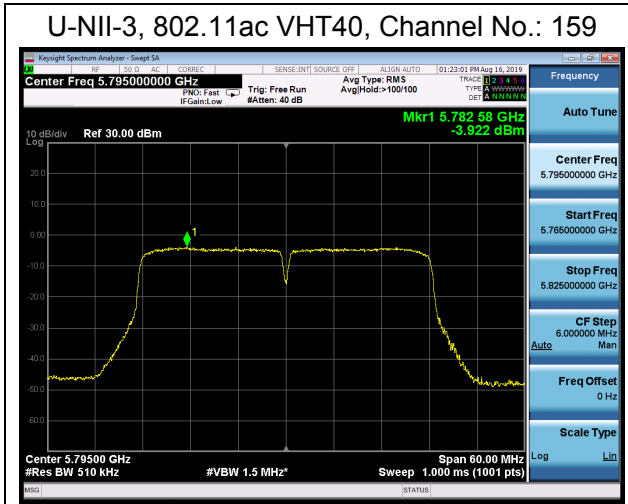 U-NII-3, 802.11ac VHT40, Channel No.: 159
Keysight Spectrum Analyzer - Swept SA
RF 50 Ω AC CORREC SENSE:INT SOURCE OFF ALIGN AUTO 01:23:01 PM Aug 16, 2019
Center Freq 5.795000000 GHz
PNO: Fast
IFGain:Low
Trig: Free Run
#Atten: 40 dB
Avg Type: RMS
Avg|Hold:>100/100
TRACE 1 2 3 4 5 6
TYPE A WWWWW
DET A N N N N N
Mkr1 5.782 58 GHz
-3.922 dBm
10 dB/div Ref 30.00 dBm
Log
20.0
10.0
0.00
-10.0
-20.0
-30.0
-40.0
-50.0
-60.0
1
Center 5.79500 GHz Span 60.00 MHz
#Res BW 510 kHz #VBW 1.5 MHz* Sweep 1.000 ms (1001 pts)
MSG STATUS
Frequency
Auto Tune
Center Freq
5.795000000 GHz
Start Freq
5.765000000 GHz
Stop Freq
5.825000000 GHz
CF Step
6.000000 MHz
Auto Man
Freq Offset
0 Hz
Scale Type
Log Lin